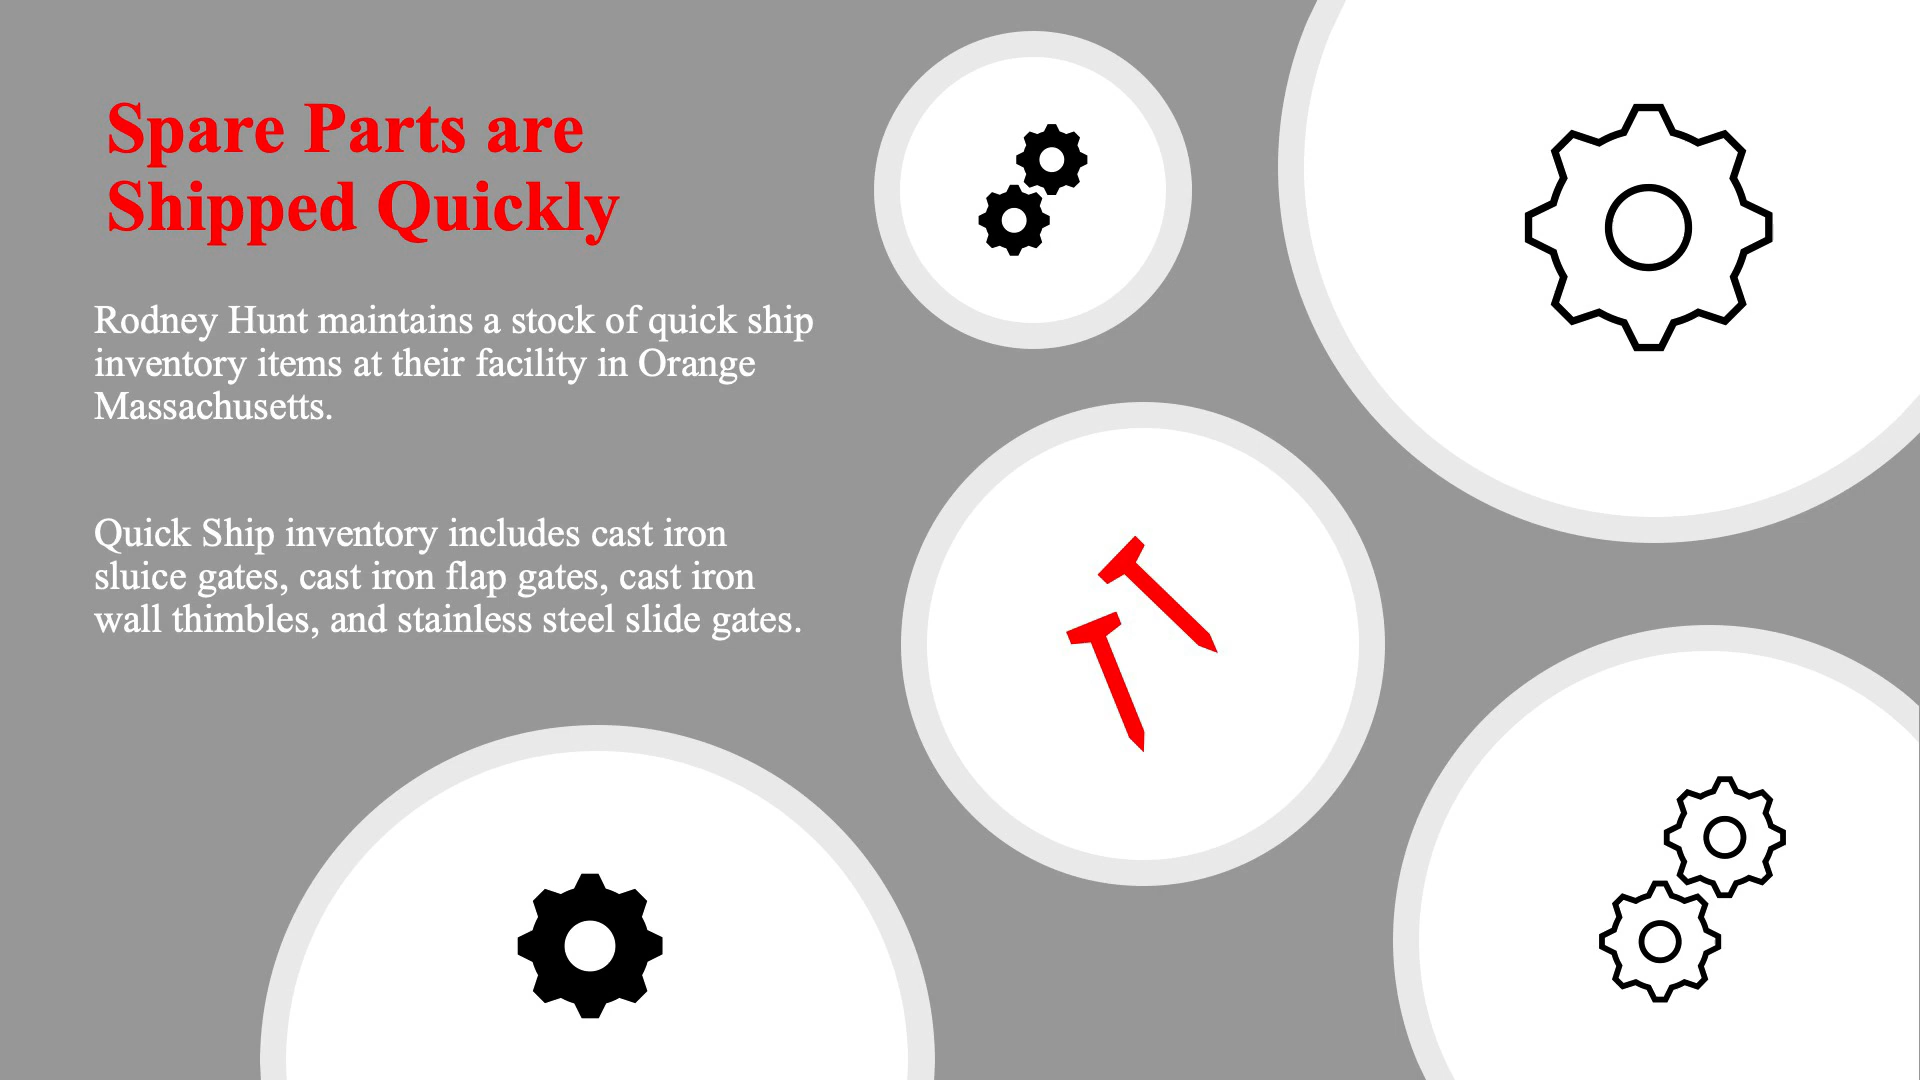 Spare Parts are
Shipped Quickly
Rodney Hunt maintains a stock of quick ship
inventory items at their facility in Orange
Massachusetts.
Quick Ship inventory includes cast iron
sluice gates, cast iron flap gates, cast iron
wall thimbles, and stainless steel slide gates.